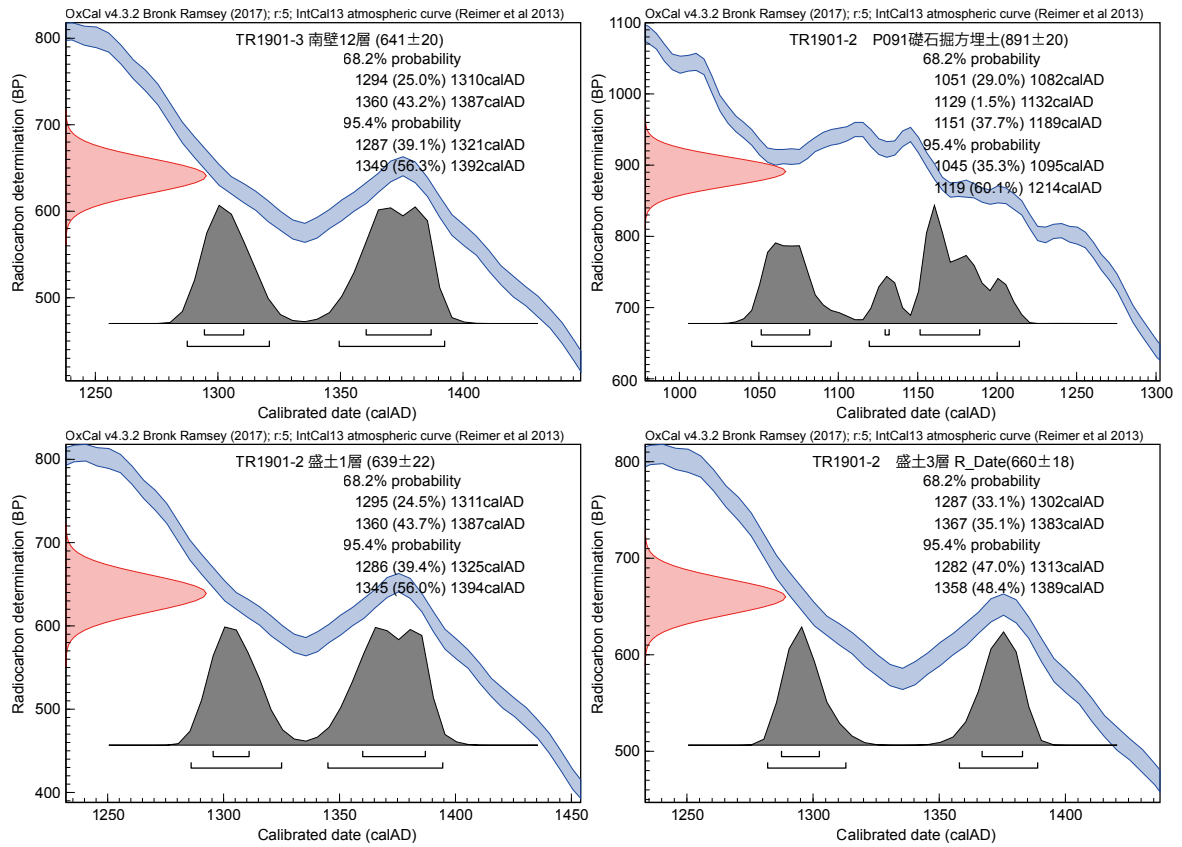 OxCal v4.3.2 Bronk Ramsey (2017); r:5; IntCal13 atmospheric curve (Reimer et al 2013)
TR1901-3 南壁12層 (641±20)
68.2% probability
1294 (25.0%) 1310calAD
1360 (43.2%) 1387calAD
95.4% probability
1287 (39.1%) 1321calAD
1349 (56.3%) 1392calAD
Radiocarbon determination (BP)
800
700
600
500
1250 1300 1350 1400
Calibrated date (calAD)
OxCal v4.3.2 Bronk Ramsey (2017); r:5; IntCal13 atmospheric curve (Reimer et al 2013)
TR1901-2　P091礎石掘方埋土(891±20)
68.2% probability
1051 (29.0%) 1082calAD
1129 (1.5%) 1132calAD
1151 (37.7%) 1189calAD
95.4% probability
1045 (35.3%) 1095calAD
1119 (60.1%) 1214calAD
Radiocarbon determination (BP)
1100
1000
900
800
700
600
1000 1050 1100 1150 1200 1250 1300
Calibrated date (calAD)
OxCal v4.3.2 Bronk Ramsey (2017); r:5; IntCal13 atmospheric curve (Reimer et al 2013)
TR1901-2 盛土1層 (639±22)
68.2% probability
1295 (24.5%) 1311calAD
1360 (43.7%) 1387calAD
95.4% probability
1286 (39.4%) 1325calAD
1345 (56.0%) 1394calAD
Radiocarbon determination (BP)
800
700
600
500
400
1250 1300 1350 1400 1450
Calibrated date (calAD)
OxCal v4.3.2 Bronk Ramsey (2017); r:5; IntCal13 atmospheric curve (Reimer et al 2013)
TR1901-2　盛土3層 R_Date(660±18)
68.2% probability
1287 (33.1%) 1302calAD
1367 (35.1%) 1383calAD
95.4% probability
1282 (47.0%) 1313calAD
1358 (48.4%) 1389calAD
Radiocarbon determination (BP)
800
700
600
500
1250 1300 1350 1400
Calibrated date (calAD)